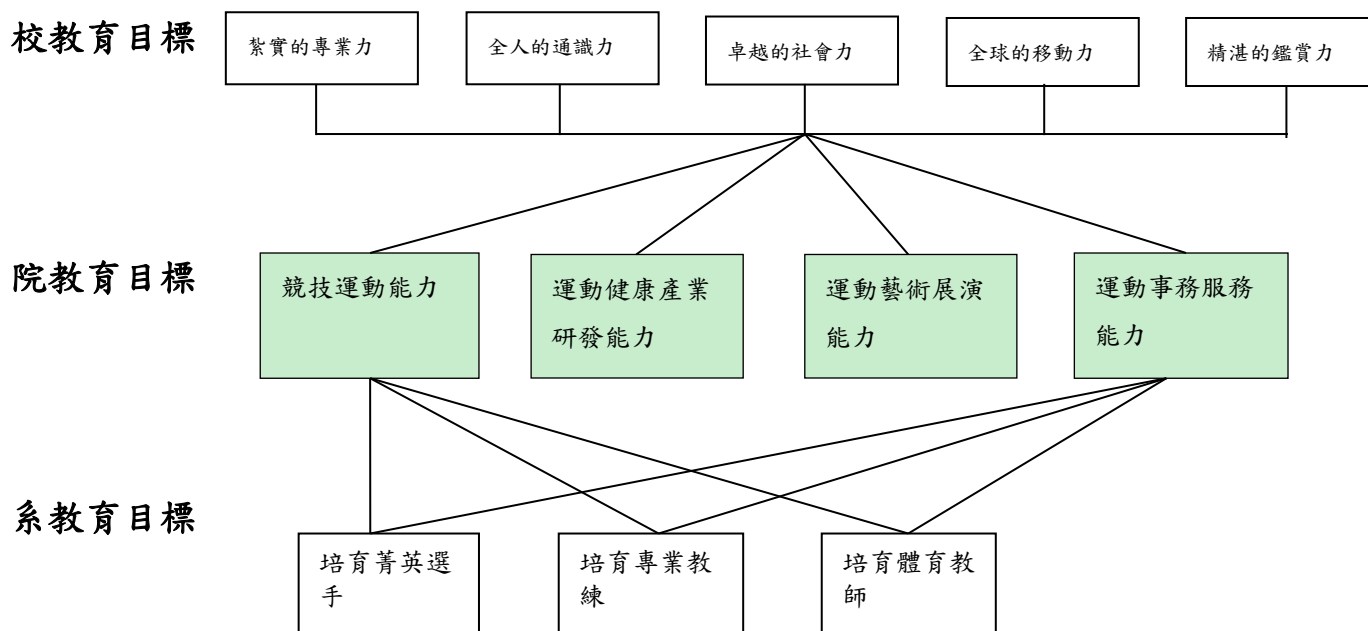 校教育目標
紮實的專業力
全人的通識力
卓越的社會力
全球的移動力
精湛的鑑賞力
院教育目標
競技運動能力
運動健康產業
研發能力
運動藝術展演
能力
運動事務服務
能力
系教育目標
培育菁英選
手
培育專業教
練
培育體育教
師